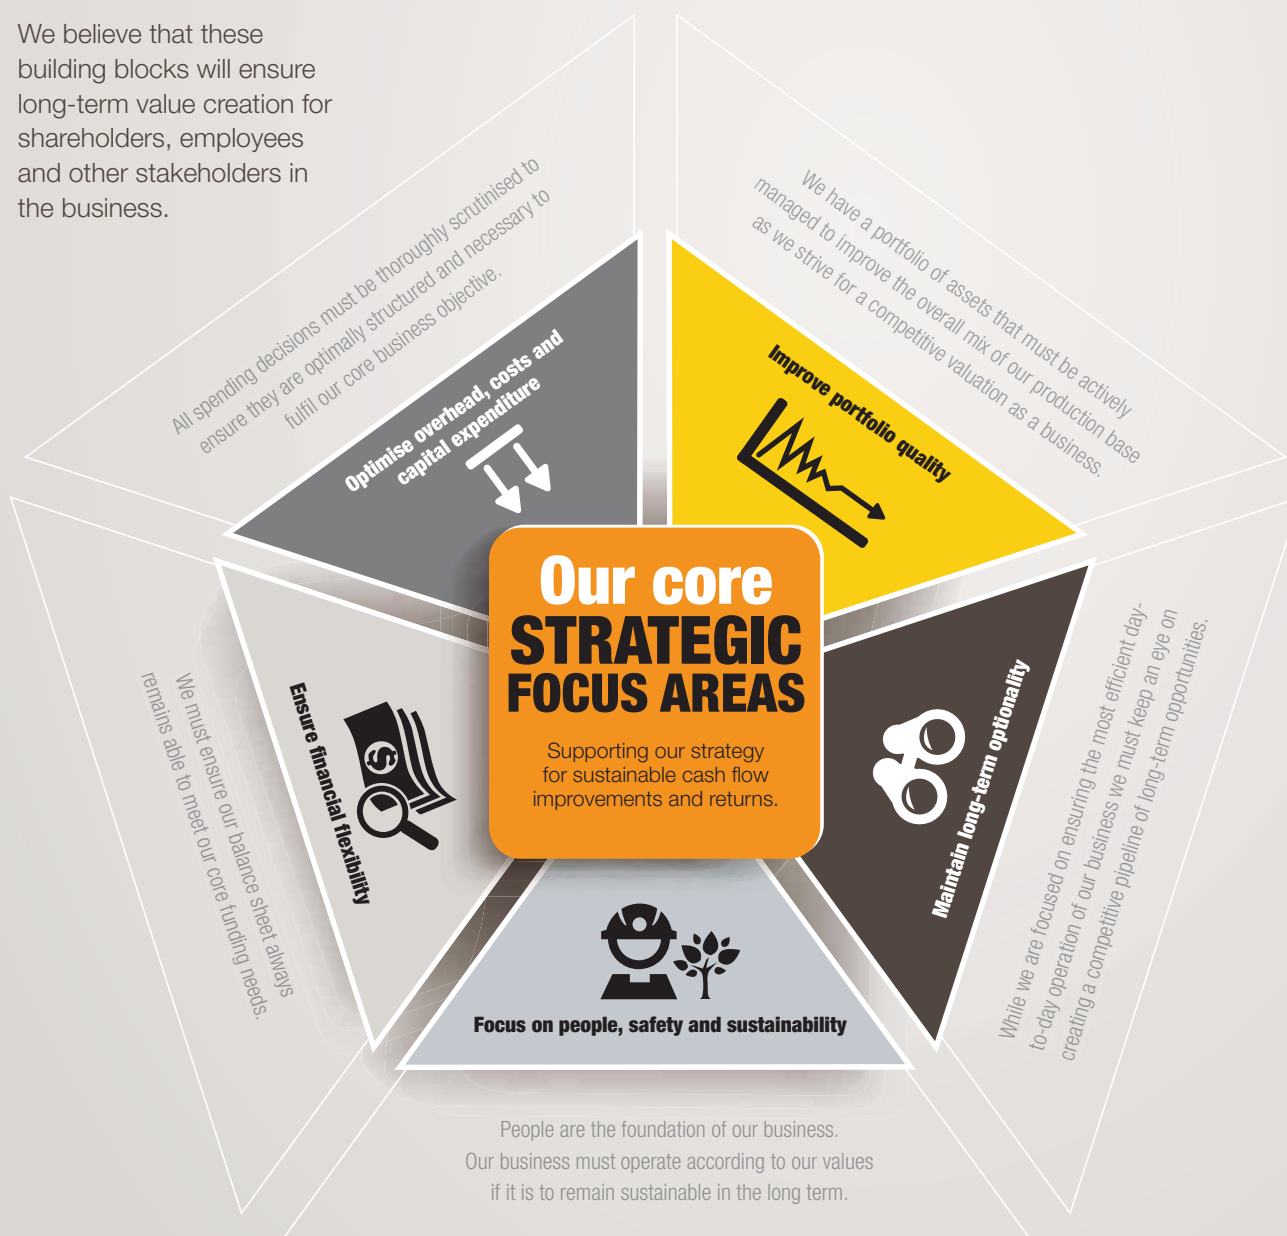 We believe that these
building blocks will ensure
long-term value creation for
shareholders, employees
and other stakeholders in
the business.
All spending decisions must be thoroughly scrutinised to
ensure they are optimally structured and necessary to
fulfil our core business objective.
Optimise overhead, costs and
capital expenditure
We have a portfolio of assets that must be actively
managed to improve the overall mix of our production base
as we strive for a competitive valuation as a business.
Improve portfolio quality
Our core
STRATEGIC
FOCUS AREAS
Supporting our strategy
for sustainable cash flow
improvements and returns.
We must ensure our balance sheet always
remains able to meet our core funding needs.
Ensure financial flexibility
$
Maintain long-term optionality
While we are focused on ensuring the most efficient day-
to-day operation of our business we must keep an eye on
creating a competitive pipeline of long-term opportunities.
Focus on people, safety and sustainability
People are the foundation of our business.
Our business must operate according to our values
if it is to remain sustainable in the long term.